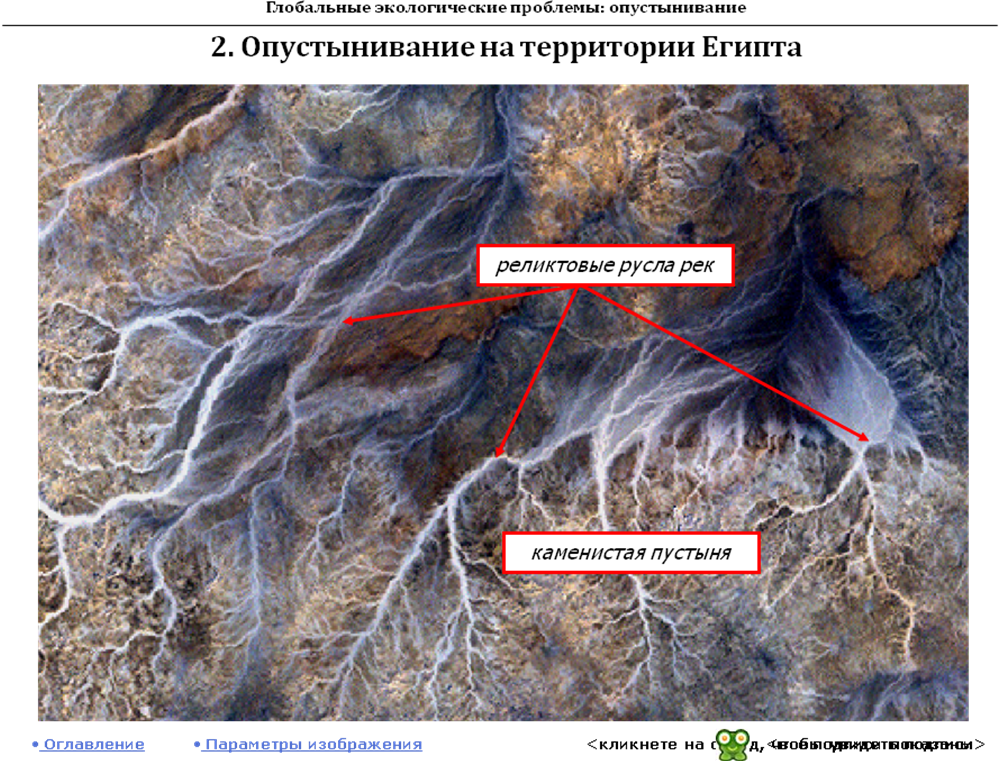 Глобальные экологические проблемы: опустынивание
2. Опустынивание на территории Египта
реликтовые русла рек
каменистая пустыня
• Оглавление
• Параметры изображения
<кликнете на